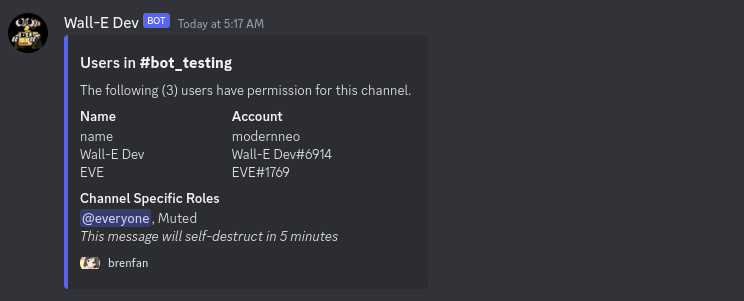 Wall-E Dev BOT Today at 5:17 AM
Users in #bot_testing
The following (3) users have permission for this channel.
Name Account
name modernneo
Wall-E Dev Wall-E Dev#6914
EVE EVE#1769
Channel Specific Roles
@everyone, Muted
This message will self-destruct in 5 minutes
brenfan